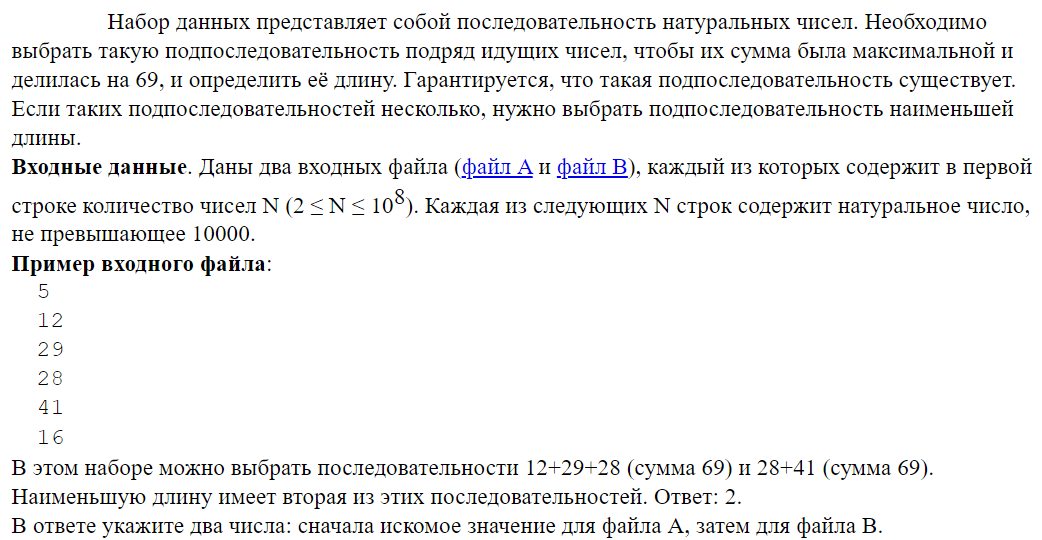 Набор данных представляет собой последовательность натуральных чисел. Необходимо
выбрать такую подпоследовательность подряд идущих чисел, чтобы их сумма была максимальной и
делилась на 69, и определить её длину. Гарантируется, что такая подпоследовательность существует.
Если таких подпоследовательностей несколько, нужно выбрать подпоследовательность наименьшей
длины.
Входные данные. Даны два входных файла (файл A и файл B), каждый из которых содержит в первой
строке количество чисел N (2 ≤ N ≤ 10⁸). Каждая из следующих N строк содержит натуральное число,
не превышающее 10000.
Пример входного файла:
5
12
29
28
41
16
В этом наборе можно выбрать последовательности 12+29+28 (сумма 69) и 28+41 (сумма 69).
Наименьшую длину имеет вторая из этих последовательностей. Ответ: 2.
В ответе укажите два числа: сначала искомое значение для файла А, затем для файла B.